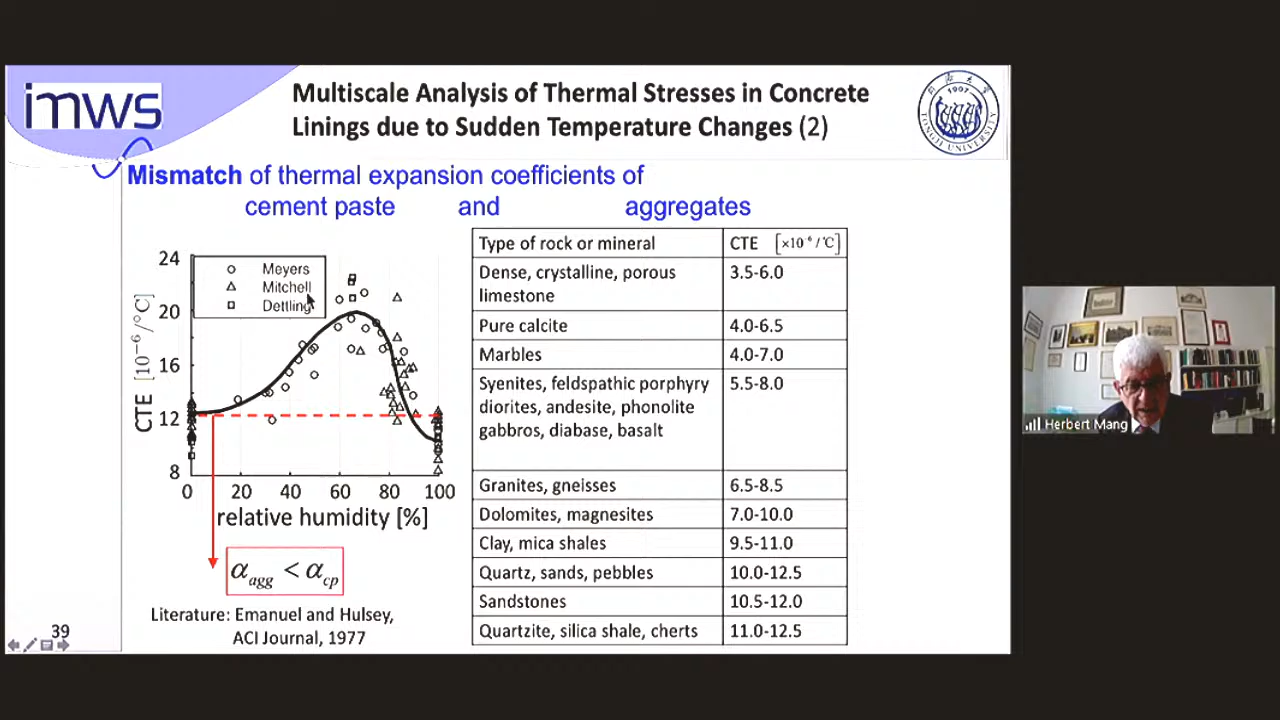 imws
Multiscale Analysis of Thermal Stresses in Concrete
Linings due to Sudden Temperature Changes (2)
1907
TONGJI UNIVERSITY
Mismatch of thermal expansion coefficients of
cement paste and aggregates
24
20
16
12
8
CTE [10⁻⁶/°C]
Meyers
Mitchell
Dettling
0 20 40 60 80 100
relative humidity [%]
α_agg < α_cp
Literature: Emanuel and Hulsey,
ACI Journal, 1977
39
Type of rock or mineral CTE [×10⁻⁶/℃]
Dense, crystalline, porous 3.5-6.0
limestone
Pure calcite 4.0-6.5
Marbles 4.0-7.0
Syenites, feldspathic porphyry 5.5-8.0
diorites, andesite, phonolite
gabbros, diabase, basalt
Granites, gneisses 6.5-8.5
Dolomites, magnesites 7.0-10.0
Clay, mica shales 9.5-11.0
Quartz, sands, pebbles 10.0-12.5
Sandstones 10.5-12.0
Quartzite, silica shale, cherts 11.0-12.5
Herbert Mang